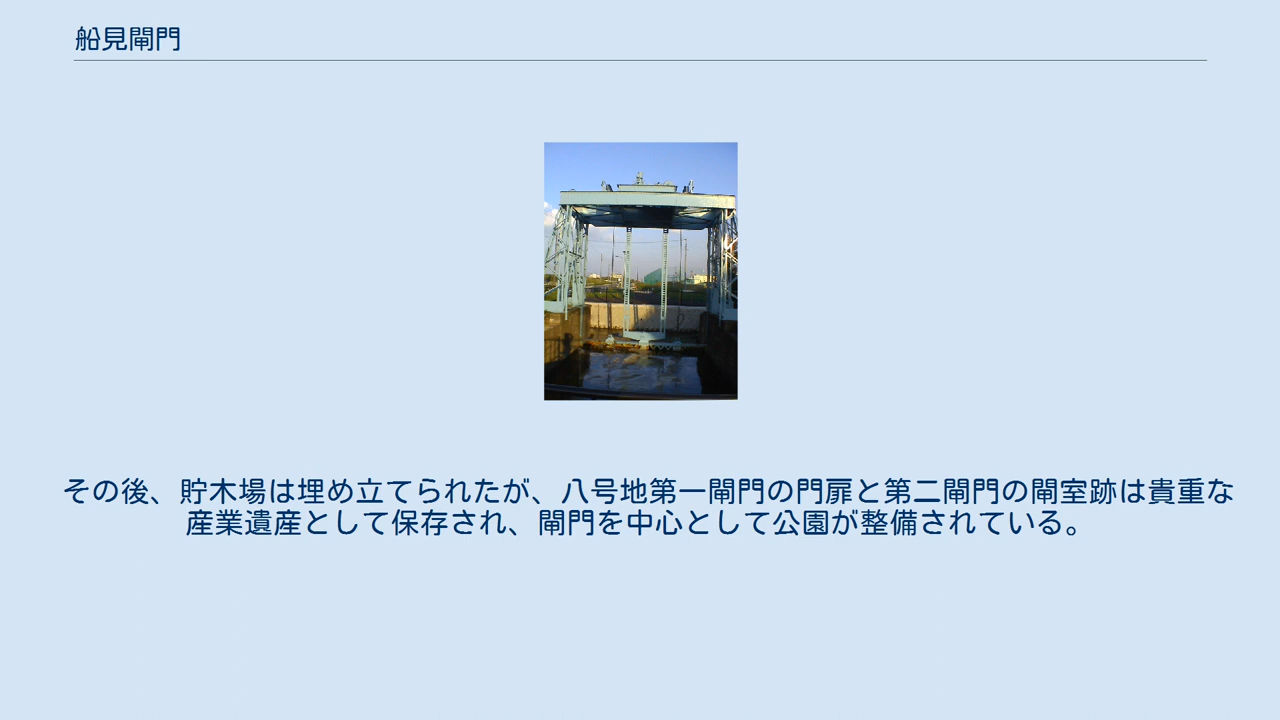 船見閘門
その後、貯木場は埋め立てられたが、八号地第一閘門の門扉と第二閘門の閘室跡は貴重な
産業遺産として保存され、閘門を中心として公園が整備されている。